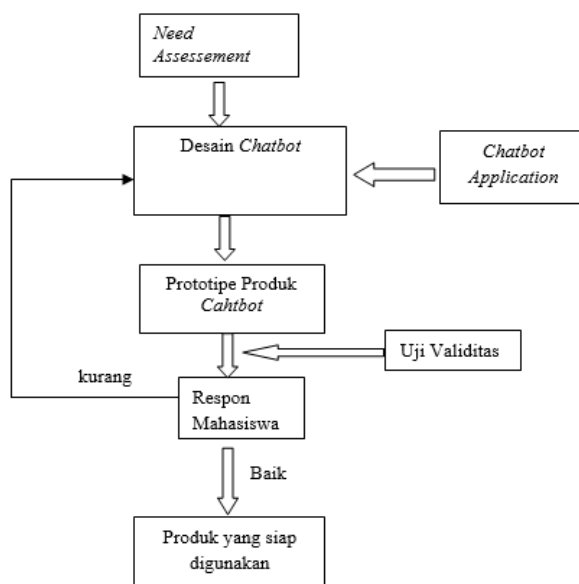 Need
Assessement
Desain Chatbot
Chatbot
Application
Prototipe Produk
Cahtbot
Uji Validitas
kurang
Respon
Mahasiswa
Baik
Produk yang siap
digunakan